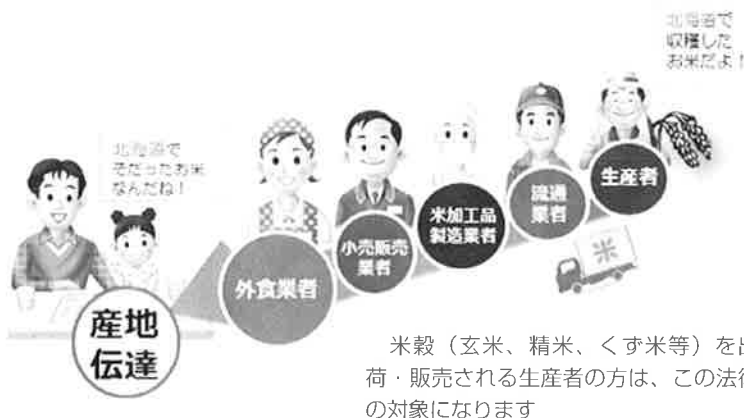 北海道で
収穫した
お米だよ！
北海道で
そだったお米
なんだね！
生産者
流通
業者
米加工品
製造業者
小売販売
業者
外食業者
産地
伝達
米
米穀（玄米、精米、くず米等）を出
荷・販売される生産者の方は、この法律
の対象になります